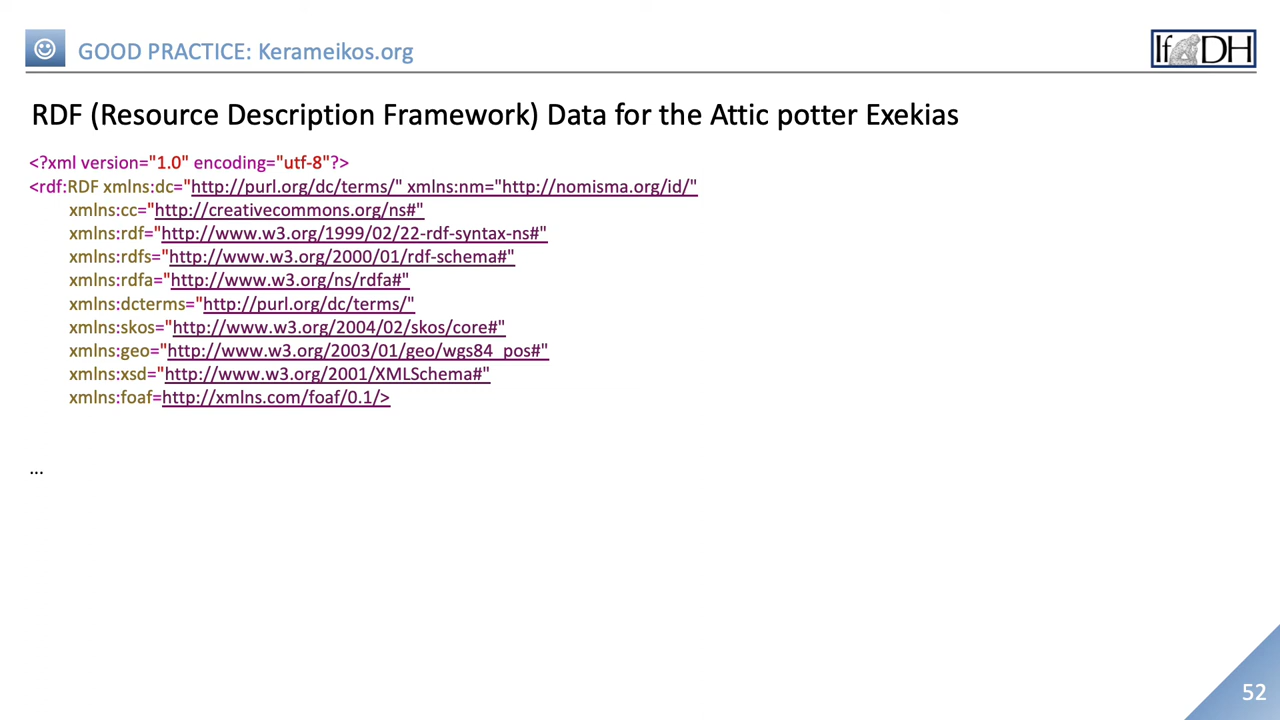 GOOD PRACTICE: Kerameikos.org
IfDH
RDF (Resource Description Framework) Data for the Attic potter Exekias
<?xml version="1.0" encoding="utf-8"?>
<rdf:RDF xmlns:dc="http://purl.org/dc/terms/" xmlns:nm="http://nomisma.org/id/"
xmlns:cc="http://creativecommons.org/ns#"
xmlns:rdf="http://www.w3.org/1999/02/22-rdf-syntax-ns#"
xmlns:rdfs="http://www.w3.org/2000/01/rdf-schema#"
xmlns:rdfa="http://www.w3.org/ns/rdfa#"
xmlns:dcterms="http://purl.org/dc/terms/"
xmlns:skos="http://www.w3.org/2004/02/skos/core#"
xmlns:geo="http://www.w3.org/2003/01/geo/wgs84_pos#"
xmlns:xsd="http://www.w3.org/2001/XMLSchema#"
xmlns:foaf=http://xmlns.com/foaf/0.1/>
...
52